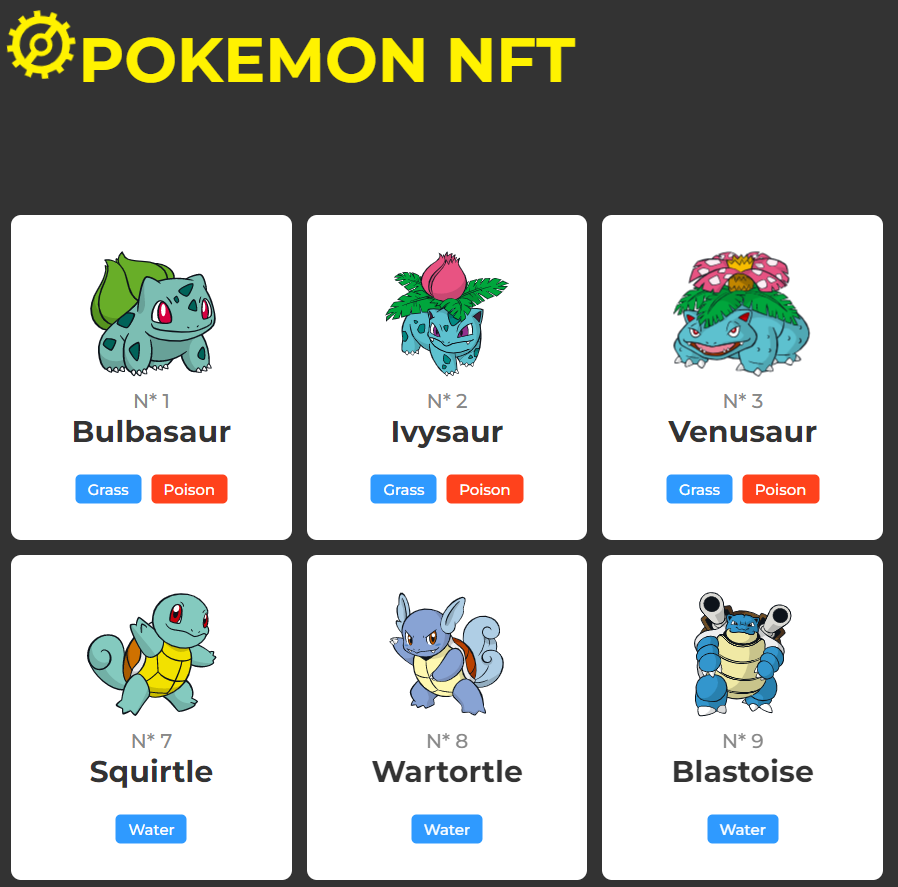 POKEMON NFT
N* 1
Bulbasaur
Grass Poison
N* 2
Ivysaur
Grass Poison
N* 3
Venusaur
Grass Poison
N* 7
Squirtle
Water
N* 8
Wartortle
Water
N* 9
Blastoise
Water